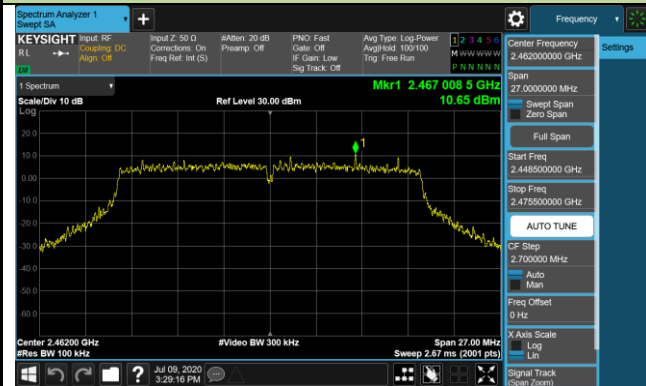 Spectrum Analyzer 1
Swept SA
Frequency
KEYSIGHT
Input: RF
Coupling: DC
Align: Off
Input Z: 50 Ω
Corrections: On
Freq Ref: Int (S)
#Atten: 20 dB
Preamp: Off
PNO: Fast
Gate: Off
IF Gain: Low
Sig Track: Off
Avg Type: Log-Power
Avg|Hold: 100/100
Trig: Free Run
1 2 3 4 5 6
M W W W W W
P N N N N N
R L
LXI
1 Spectrum
Mkr1 2.467 008 5 GHz
Scale/Div 10 dB
Ref Level 30.00 dBm
10.65 dBm
Log
20.0
10.0
0.00
-10.0
-20.0
-30.0
-40.0
-50.0
-60.0
1
Center 2.46200 GHz
#Video BW 300 kHz
Span 27.00 MHz
#Res BW 100 kHz
Sweep 2.67 ms (2001 pts)
Jul 09, 2020
3:29:16 PM
Center Frequency
2.462000000 GHz
Span
27.0000000 MHz
Swept Span
Zero Span
Full Span
Start Freq
2.448500000 GHz
Stop Freq
2.475500000 GHz
AUTO TUNE
CF Step
2.700000 MHz
Auto
Man
Freq Offset
0 Hz
X Axis Scale
Log
Lin
Signal Track
(Span Zoom)
Settings